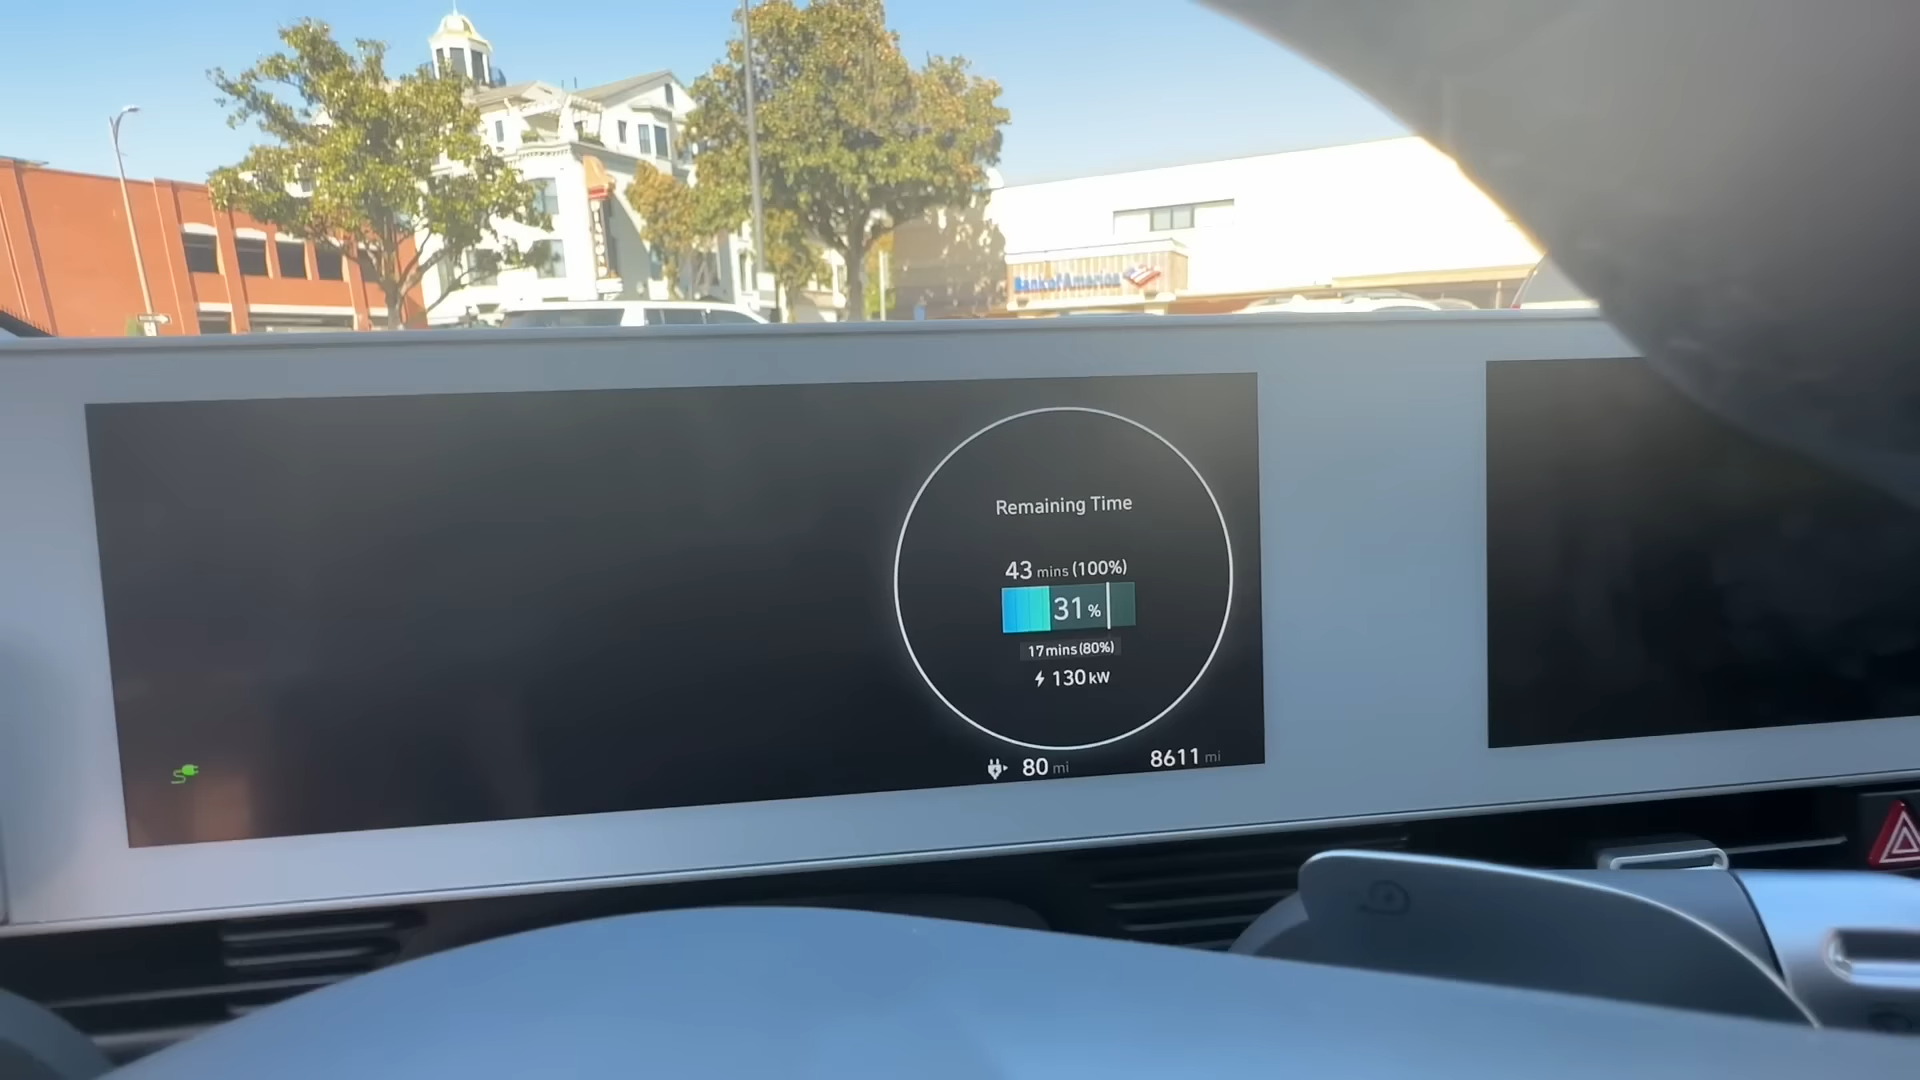 Bank of America
Remaining Time
43 mins (100%)
31 %
17 mins (80%)
130 kW
80 mi
8611 mi